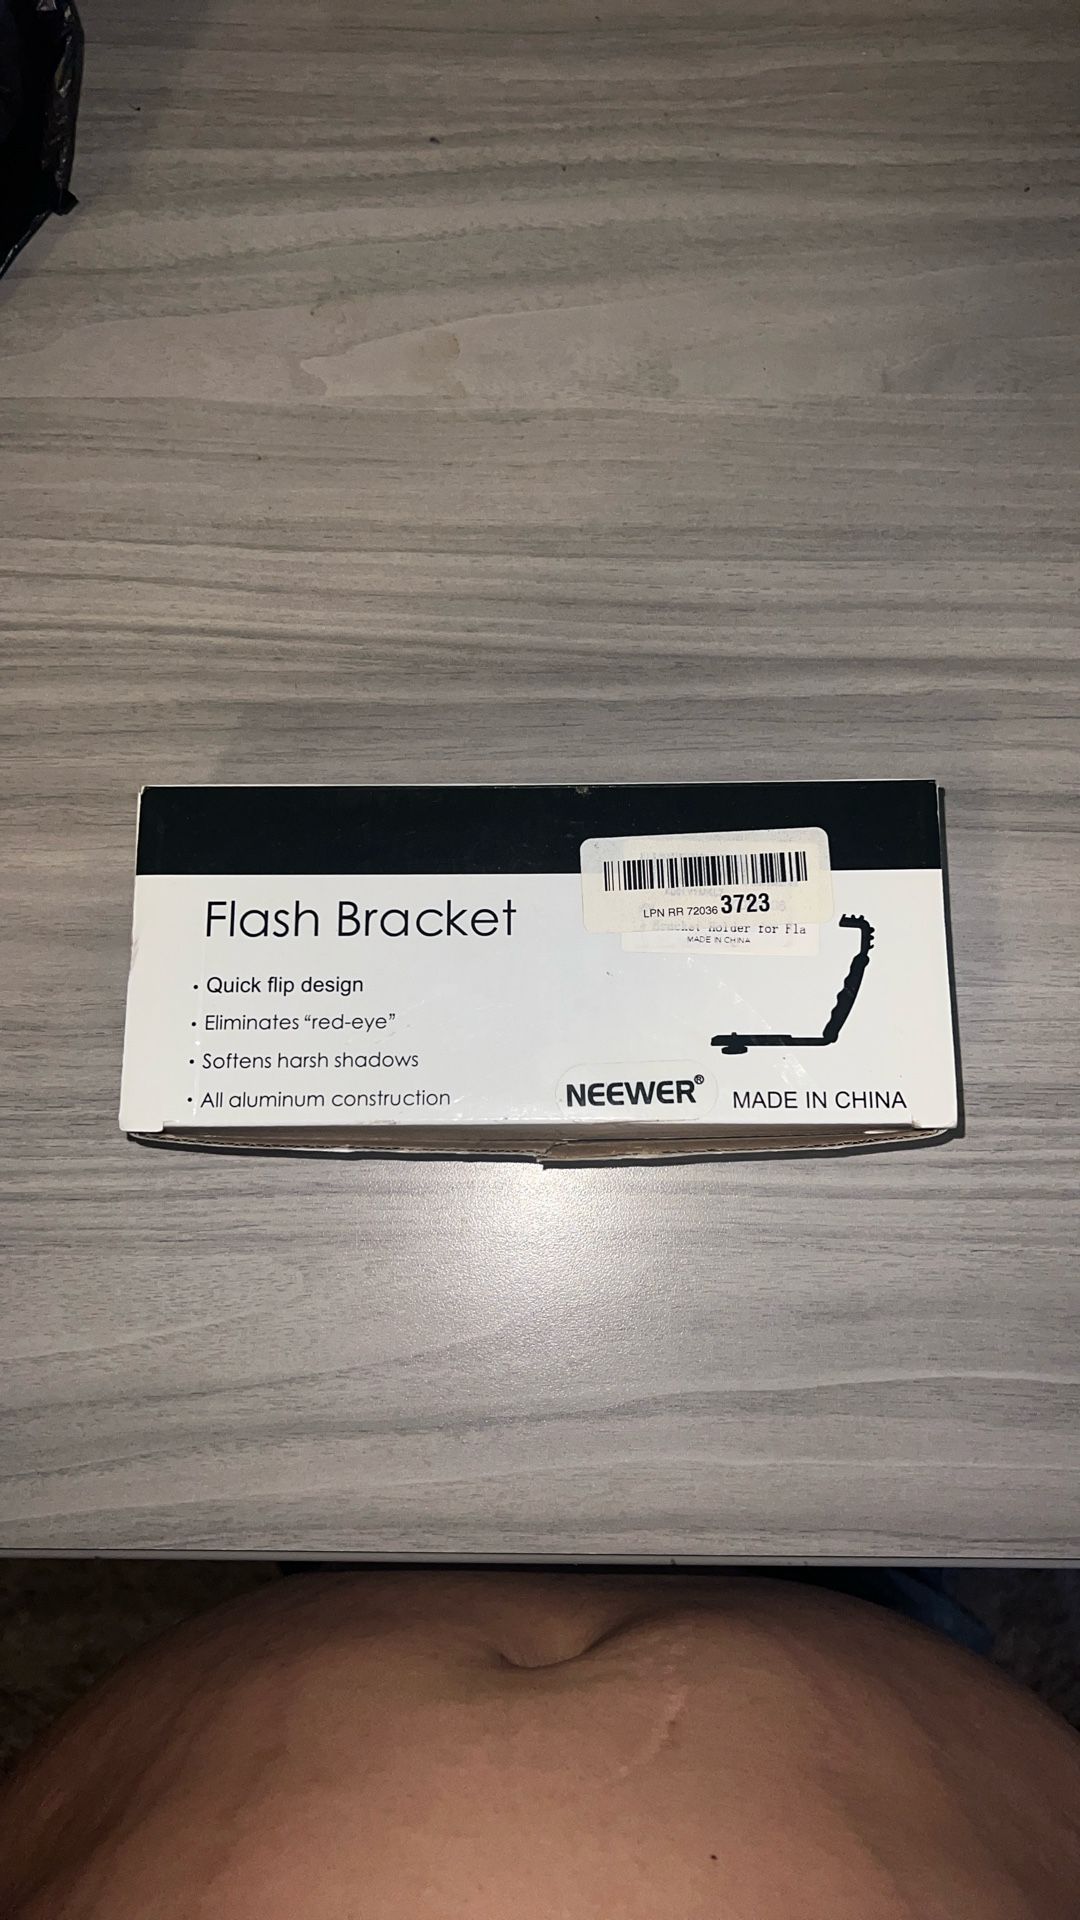 LPN RR 72036 3723
Holder for Fla
MADE IN CHINA
Flash Bracket
• Quick flip design
• Eliminates “red-eye”
• Softens harsh shadows
• All aluminum construction
NEEWER®
MADE IN CHINA